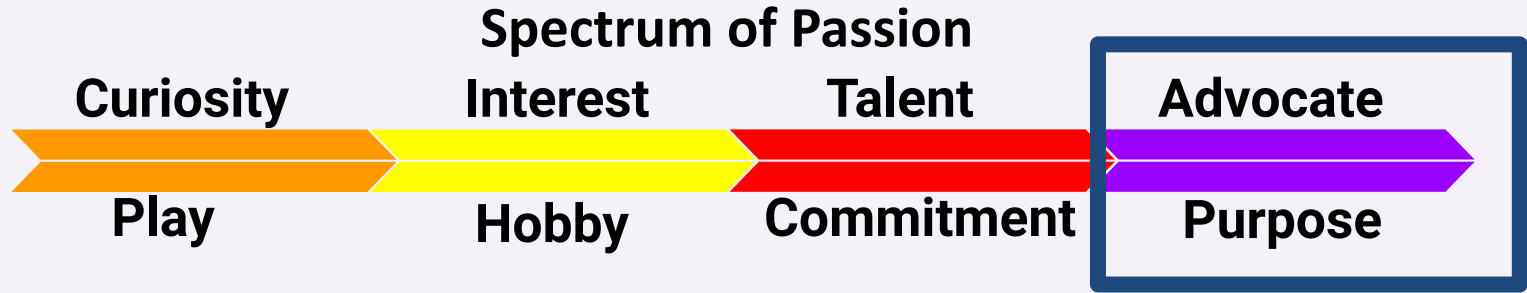 Spectrum of Passion
Curiosity Interest Talent Advocate
Play Hobby Commitment Purpose